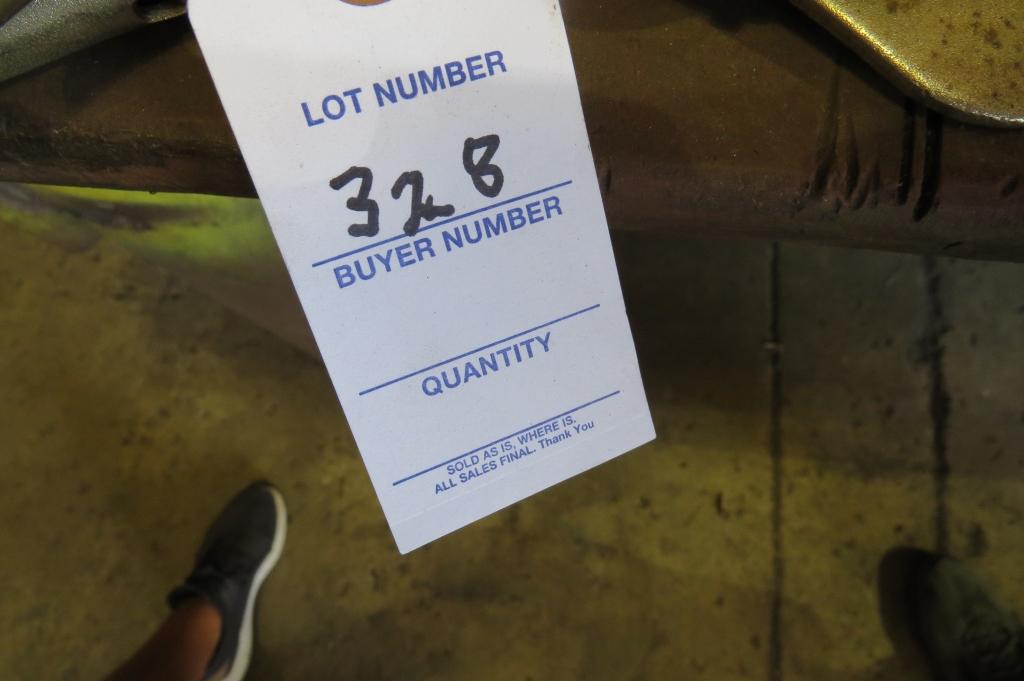 LOT NUMBER
328
BUYER NUMBER
QUANTITY
SOLD AS IS, WHERE IS.
ALL SALES FINAL. Thank You